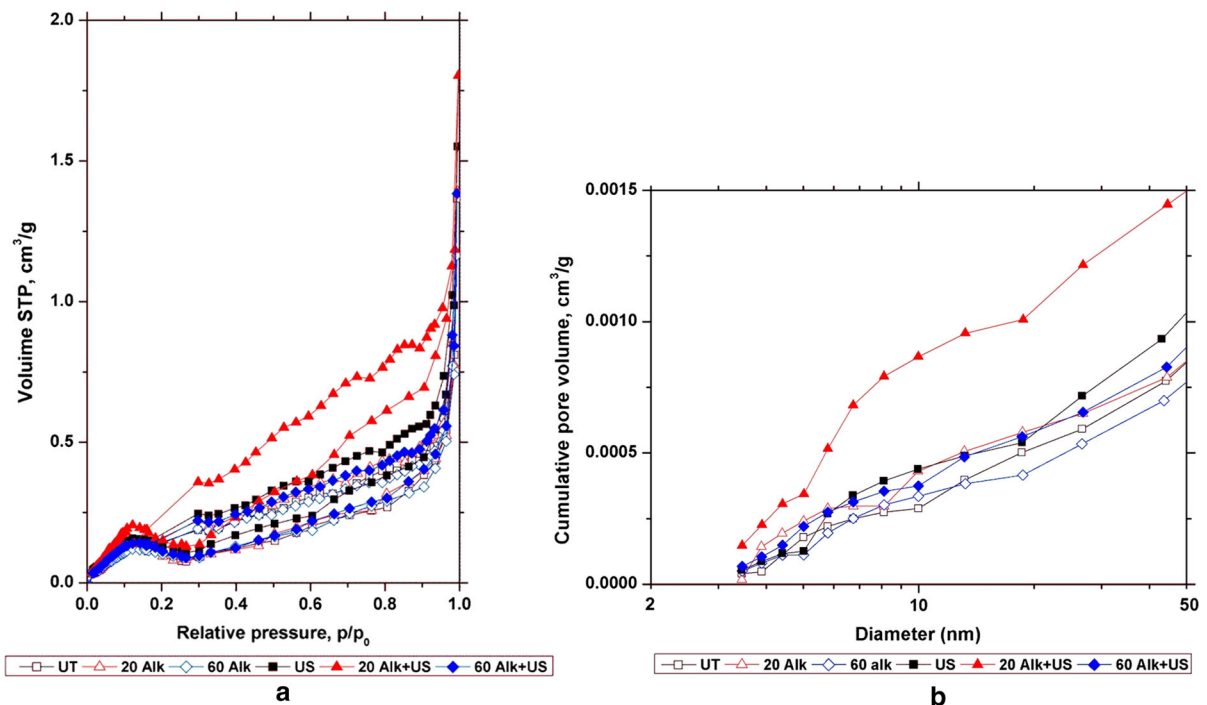 2.0
1.5
1.0
0.5
0.0
Voluime STP, cm³/g
0.0 0.2 0.4 0.6 0.8 1.0
Relative pressure, p/p₀
UT 20 Alk 60 Alk US 20 Alk+US 60 Alk+US
a
0.0015
0.0010
0.0005
0.0000
Cumulative pore volume, cm³/g
2 10 50
Diameter (nm)
UT 20 Alk 60 alk US 20 Alk+US 60 Alk+US
b